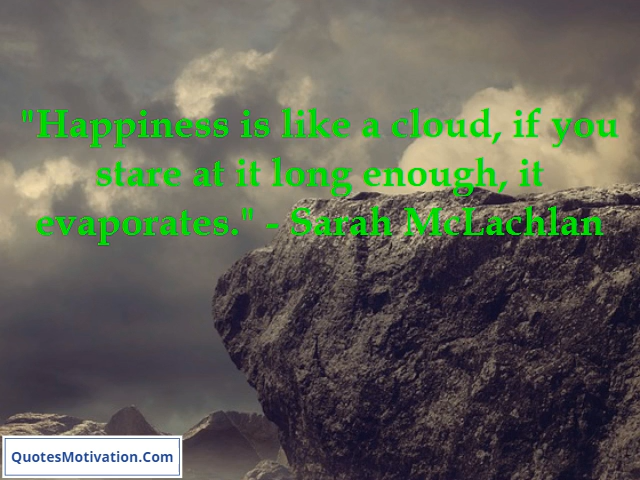 "Happiness is like a cloud, if you
stare at it long enough, it
evaporates." - Sarah McLachlan
QuotesMotivation.Com